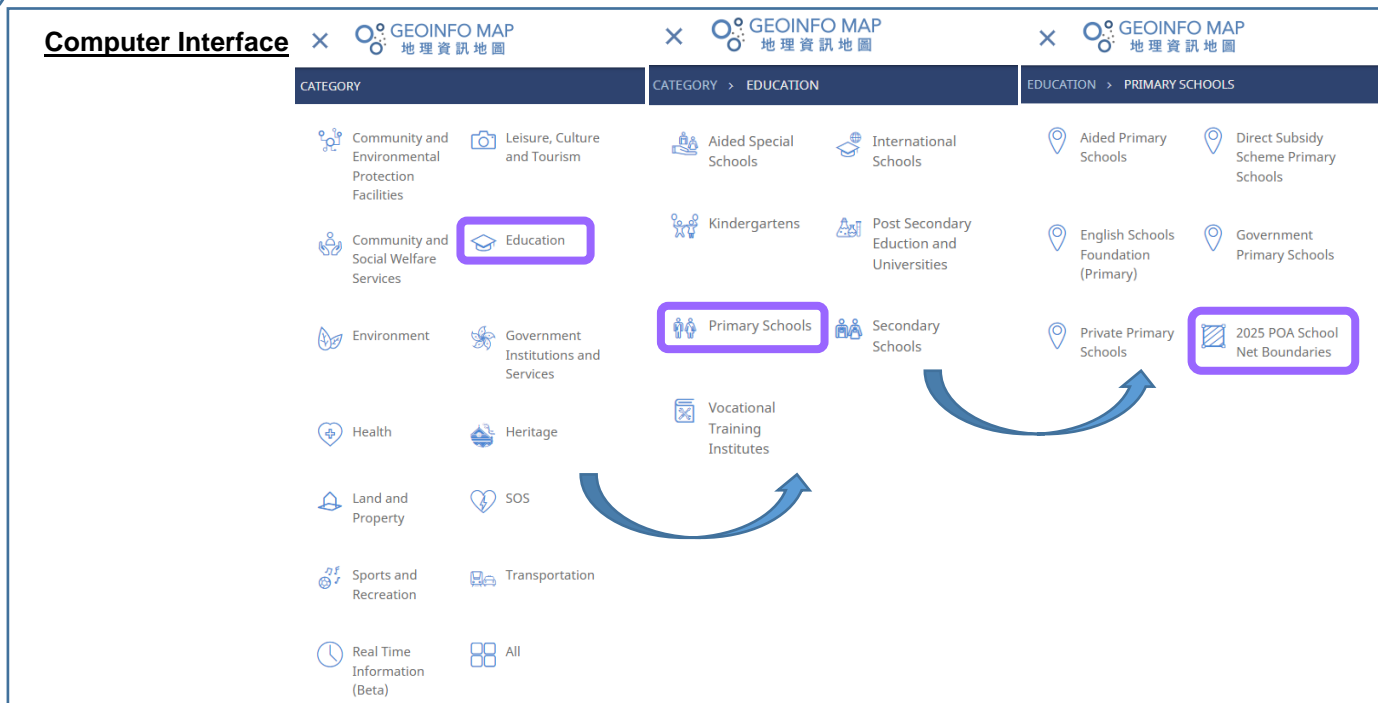 Computer Interface
GEOINFO MAP
地理資訊地圖
CATEGORY
Community and
Environmental
Protection
Facilities
Leisure, Culture
and Tourism
Community and
Social Welfare
Services
Education
Environment
Government
Institutions and
Services
Health
Heritage
Land and
Property
SOS
Sports and
Recreation
Transportation
Real Time
Information
(Beta)
All
GEOINFO MAP
地理資訊地圖
CATEGORY > EDUCATION
Aided Special
Schools
International
Schools
Kindergartens
Post Secondary
Eduction and
Universities
Primary Schools
Secondary
Schools
Vocational
Training
Institutes
GEOINFO MAP
地理資訊地圖
EDUCATION > PRIMARY SCHOOLS
Aided Primary
Schools
Direct Subsidy
Scheme Primary
Schools
English Schools
Foundation
(Primary)
Government
Primary Schools
Private Primary
Schools
2025 POA School
Net Boundaries